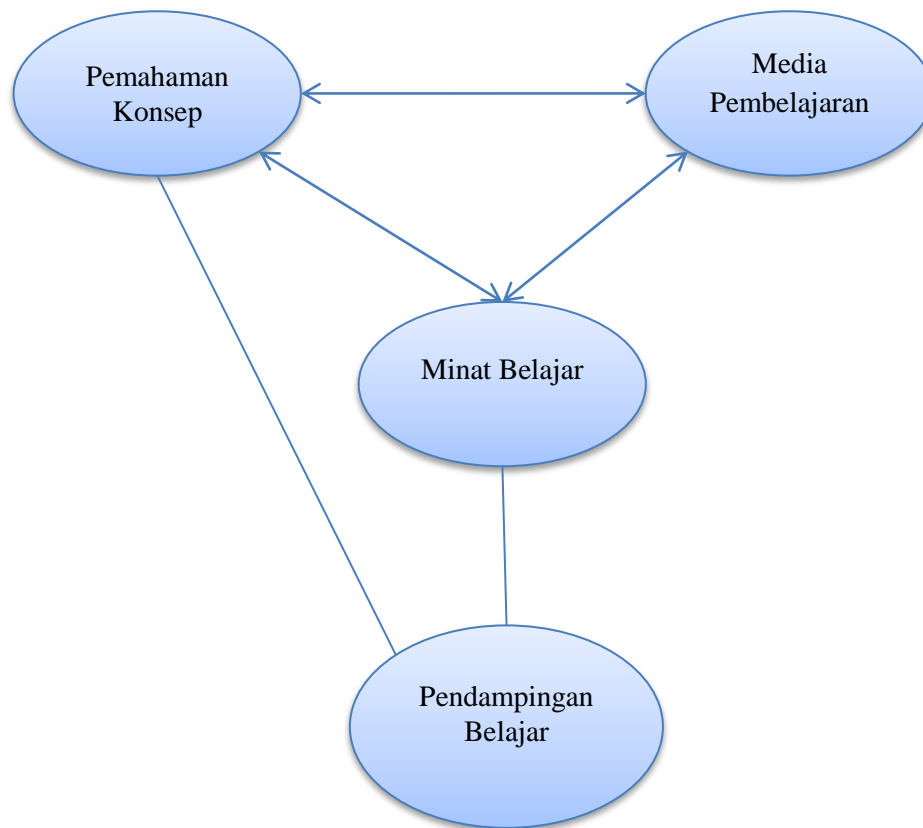 Pemahaman
Konsep
Media
Pembelajaran
Minat Belajar
Pendampingan
Belajar